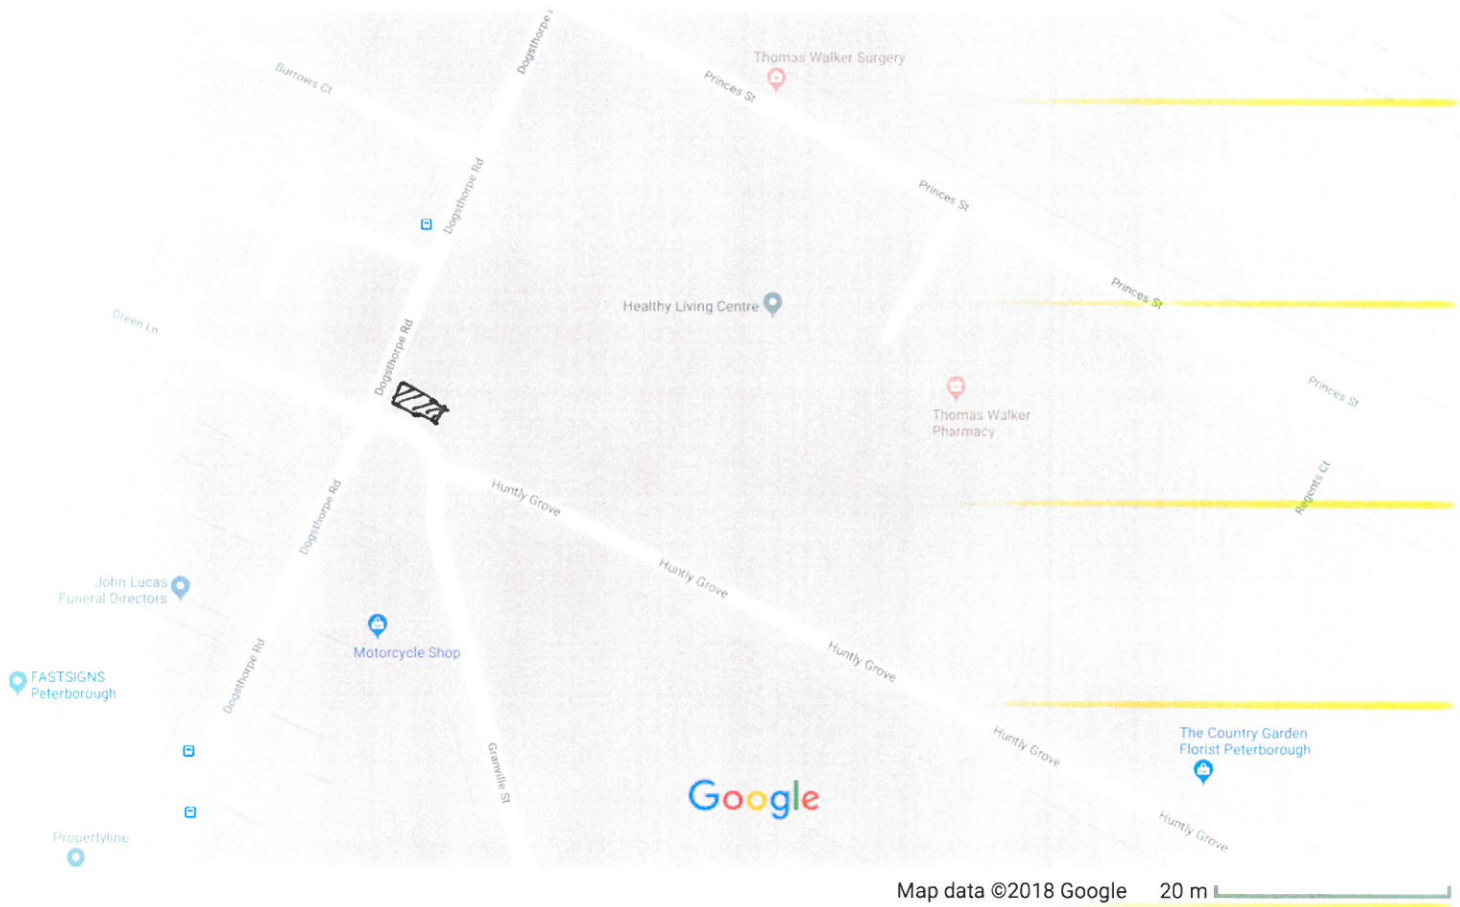 Dogsthorpe
Burrows Ct
Princes St
Thomas Walker Surgery
Dogsthorpe Rd
Princes St
Healthy Living Centre
Princes St
Green Ln
Dogsthorpe Rd
Princes St
Thomas Walker
Pharmacy
Huntly Grove
Regents Ct
Dogsthorpe Rd
Huntly Grove
John Lucas
Funeral Directors
Motorcycle Shop
Huntly Grove
Dogsthorpe Rd
FASTSIGNS
Peterborough
Granville St
Huntly Grove
The Country Garden
Florist Peterborough
Google
Huntly Grove
Propertyline
Map data ©2018 Google 20 m